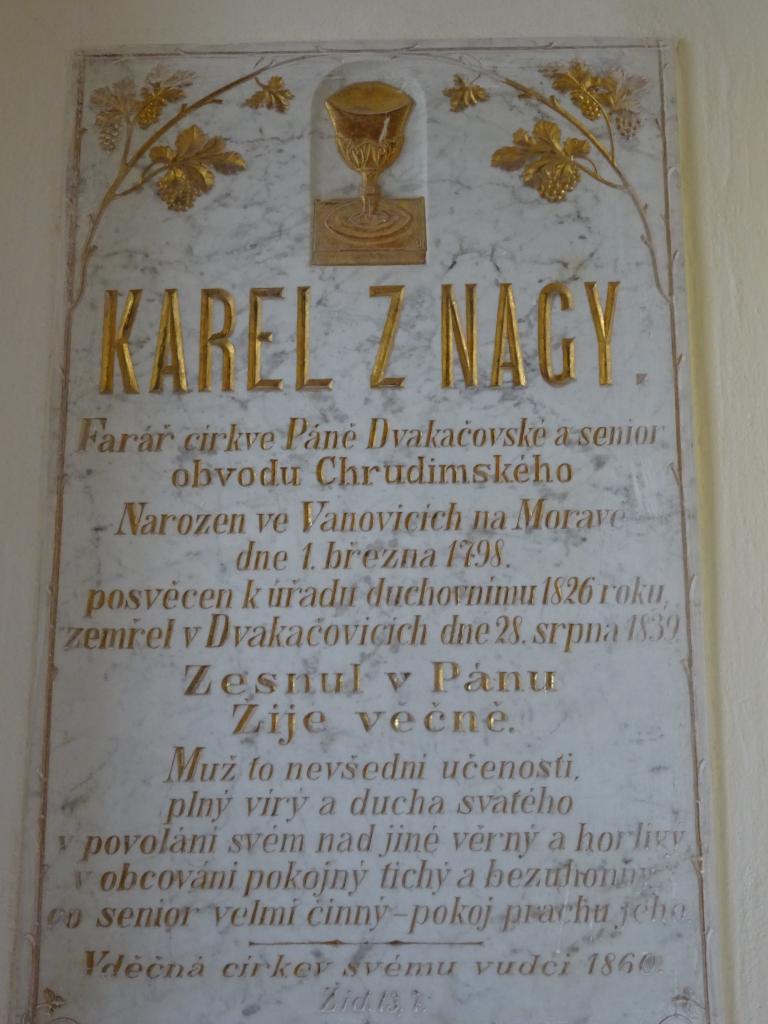 KAREL Z NAGY.
Farář církve Páně Dvakačovské a senior
obvodu Chrudimského
Narozen ve Vanovicích na Moravě
dne 1. března 1798.
posvěcen k úřadu duchovnímu 1826 roku,
zemřel v Dvakačovicích dne 28. srpna 1839
Zesnul v Pánu
Žije věčně.
Muž to nevšední učenosti,
plný víry a ducha svatého
v povolání svém nad jiné věrný a horlivý
v obcování pokojný tichý a bezuhonný
co senior velmi činný – pokoj prachu jeho
Vděčná církev svému vudci 1860.
Žid. 13, 7.